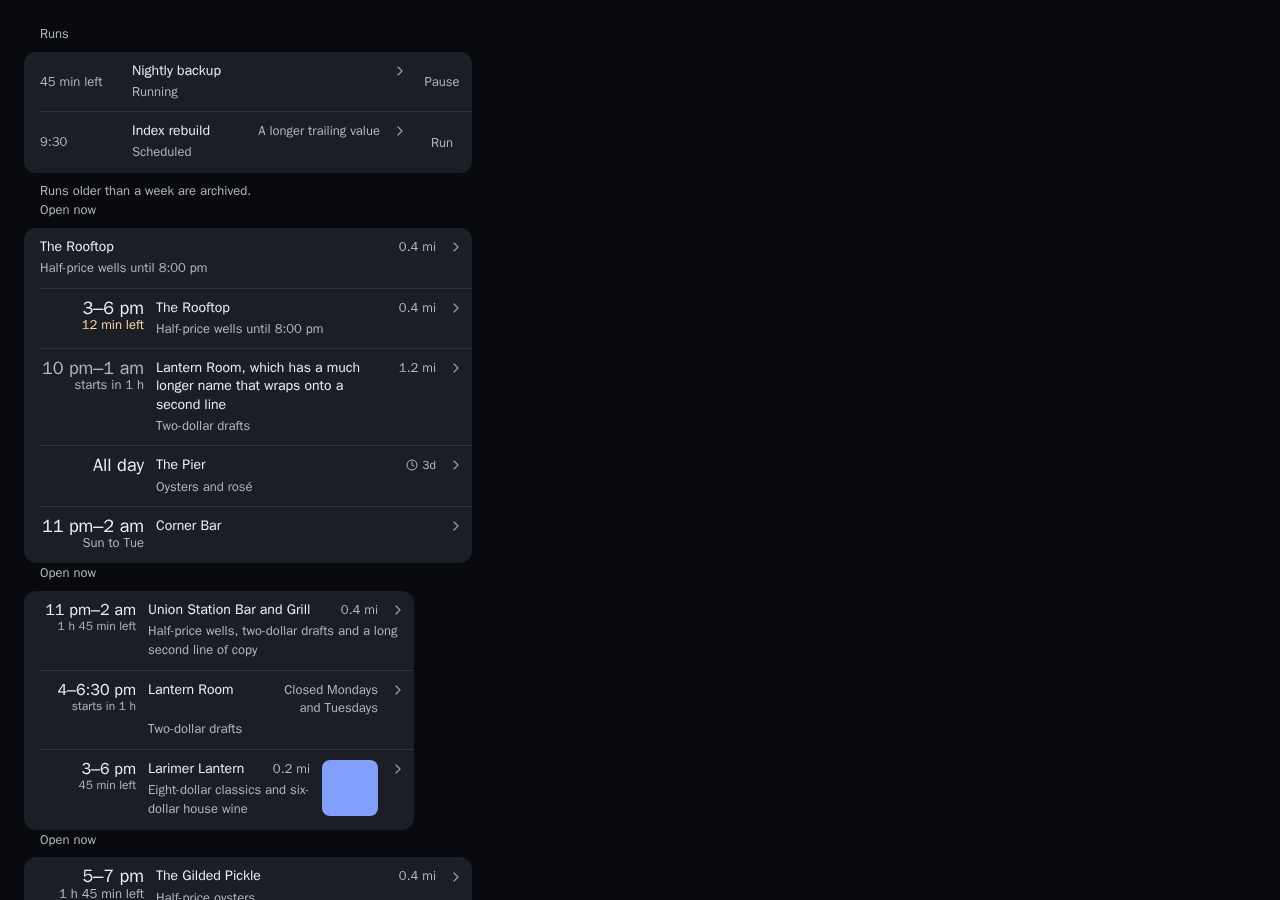 Runs
45 min left
Nightly backup
Running
Pause
9:30
Index rebuild
A longer trailing value
Scheduled
Run
Runs older than a week are archived.
Open now
The Rooftop
0.4 mi
Half-price wells until 8:00 pm
3–6 pm
12 min left
The Rooftop
0.4 mi
Half-price wells until 8:00 pm
10 pm–1 am
starts in 1 h
Lantern Room, which has a much
longer name that wraps onto a
second line
1.2 mi
Two-dollar drafts
All day
The Pier
3d
Oysters and rosé
11 pm–2 am
Sun to Tue
Corner Bar
Open now
11 pm–2 am
1 h 45 min left
Union Station Bar and Grill
0.4 mi
Half-price wells, two-dollar drafts and a long
second line of copy
4–6:30 pm
starts in 1 h
Lantern Room
Closed Mondays
and Tuesdays
Two-dollar drafts
3–6 pm
45 min left
Larimer Lantern
0.2 mi
Eight-dollar classics and six-
dollar house wine
Open now
5–7 pm
1 h 45 min left
The Gilded Pickle
0.4 mi
Half-price oysters